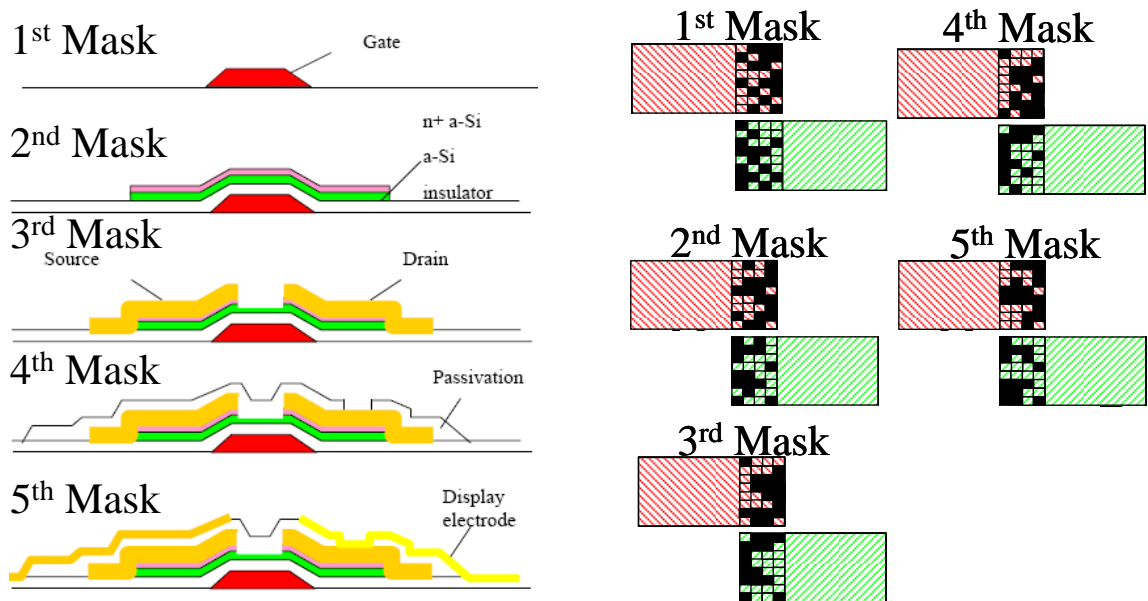 1st Mask
Gate
2nd Mask
n+ a-Si
a-Si
insulator
3rd Mask
Source
Drain
4th Mask
Passivation
5th Mask
Display
electrode
1st Mask
4th Mask
2nd Mask
5th Mask
3rd Mask